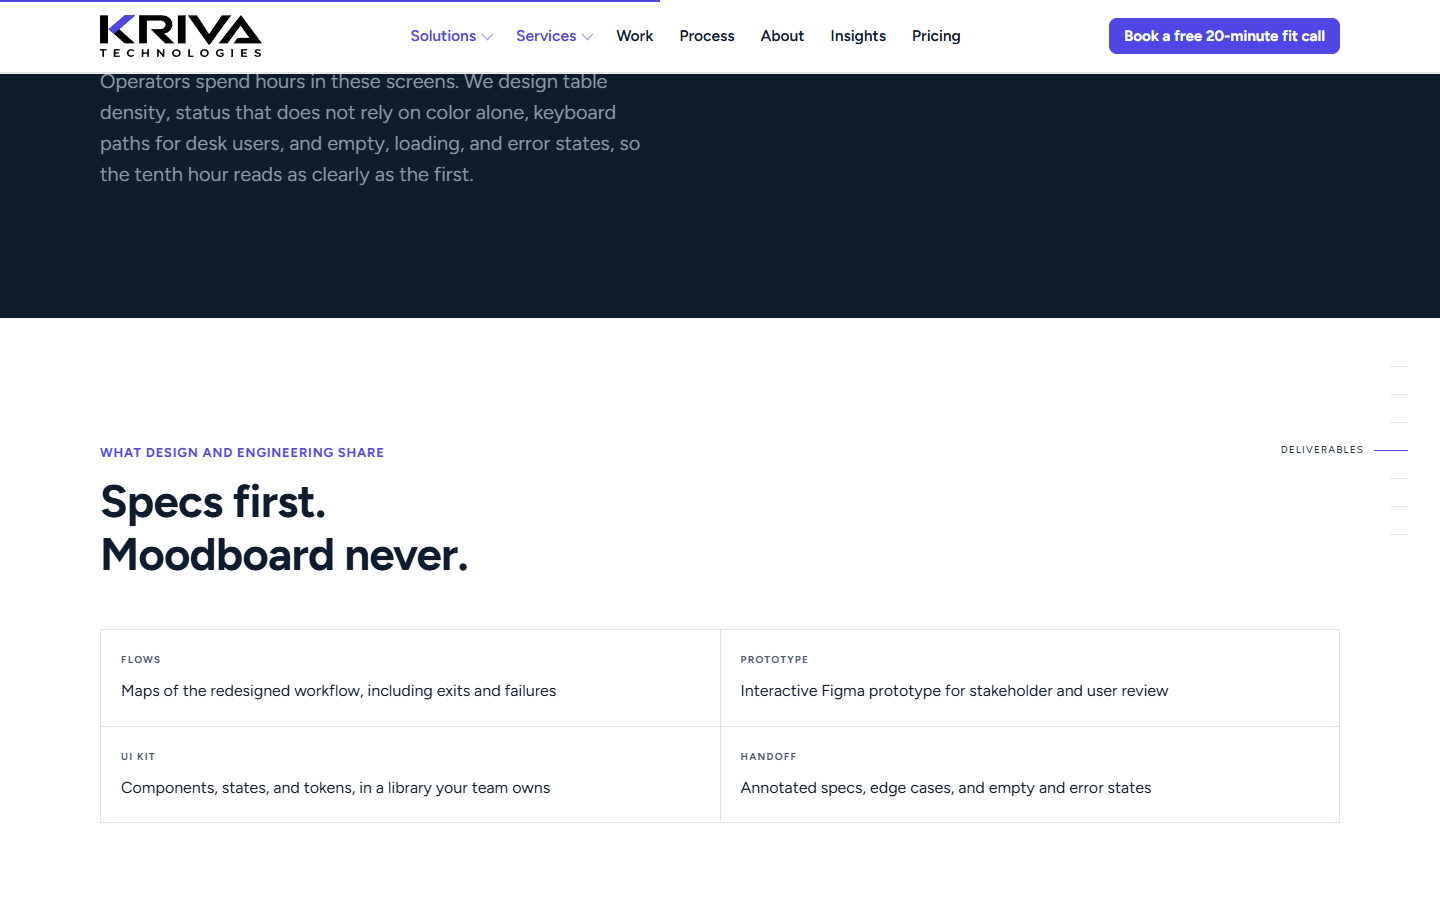 KRIVA
TECHNOLOGIES
Solutions
Services
Work
Process
About
Insights
Pricing
Book a free 20-minute fit call
Operators spend hours in these screens. We design table
density, status that does not rely on color alone, keyboard
paths for desk users, and empty, loading, and error states, so
the tenth hour reads as clearly as the first.
DELIVERABLES
WHAT DESIGN AND ENGINEERING SHARE
Specs first.
Moodboard never.
FLOWS
Maps of the redesigned workflow, including exits and failures
PROTOTYPE
Interactive Figma prototype for stakeholder and user review
UI KIT
Components, states, and tokens, in a library your team owns
HANDOFF
Annotated specs, edge cases, and empty and error states